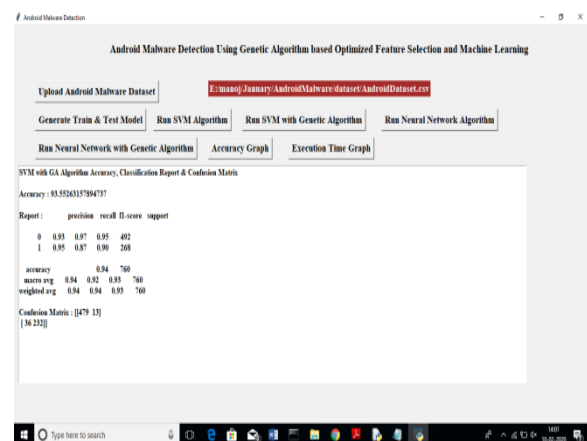 Android Malware Detection
Android Malware Detection Using Genetic Algorithm based Optimized Feature Selection and Machine Learning
Upload Android Malware Dataset
E:/manoj/January/AndroidMalware/dataset/AndroidDataset.csv
Generate Train & Test Model Run SVM Algorithm Run SVM with Genetic Algorithm Run Neural Network Algorithm
Run Neural Network with Genetic Algorithm Accuracy Graph Execution Time Graph
SVM with GA Algorithm Accuracy, Classification Report & Confusion Matrix
Accuracy : 93.55263157894737
Report : precision recall f1-score support
0 0.93 0.97 0.95 492
1 0.95 0.87 0.90 268
accuracy 0.94 760
macro avg 0.94 0.92 0.93 760
weighted avg 0.94 0.94 0.93 760
Confusion Matrix : [[479 13]
[ 36 232]]
Type here to search
14:01